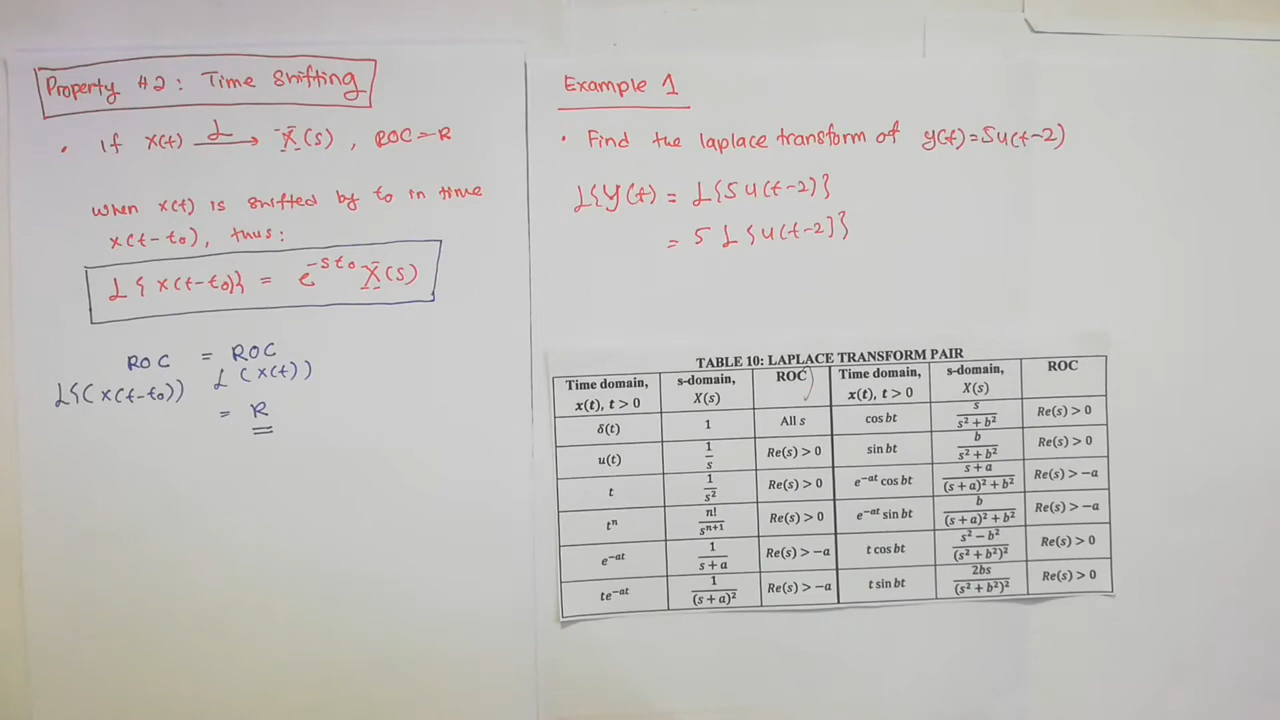 Property #2: Time Shifting
• If x(t) ℒ→ X(s), ROC=R
When x(t) is shifted by t₀ in time
x(t-t₀), thus:
ℒ{x(t-t₀)} = e^{-st₀} X(s)
ROC = ROC
ℒ{(x(t-t₀)) ℒ(x(t))
= R
Example 1
• Find the laplace transform of y(t)=5u(t-2)
ℒ{y(t) = ℒ{5u(t-2)}
= 5 ℒ{u(t-2)}
TABLE 10: LAPLACE TRANSFORM PAIR
Time domain, x(t), t > 0 s-domain, X(s) ROC Time domain, x(t), t > 0 s-domain, X(s) ROC
δ(t) 1 All s cos bt s/(s² + b²) Re(s) > 0
u(t) 1/s Re(s) > 0 sin bt b/(s² + b²) Re(s) > 0
t 1/s² Re(s) > 0 e^{-at} cos bt (s + a)/((s + a)² + b²) Re(s) > -a
tⁿ n!/s^{n+1} Re(s) > 0 e^{-at} sin bt b/((s + a)² + b²) Re(s) > -a
e^{-at} 1/(s + a) Re(s) > -a t cos bt (s² - b²)/(s² + b²)² Re(s) > 0
te^{-at} 1/(s + a)² Re(s) > -a t sin bt 2bs/(s² + b²)² Re(s) > 0